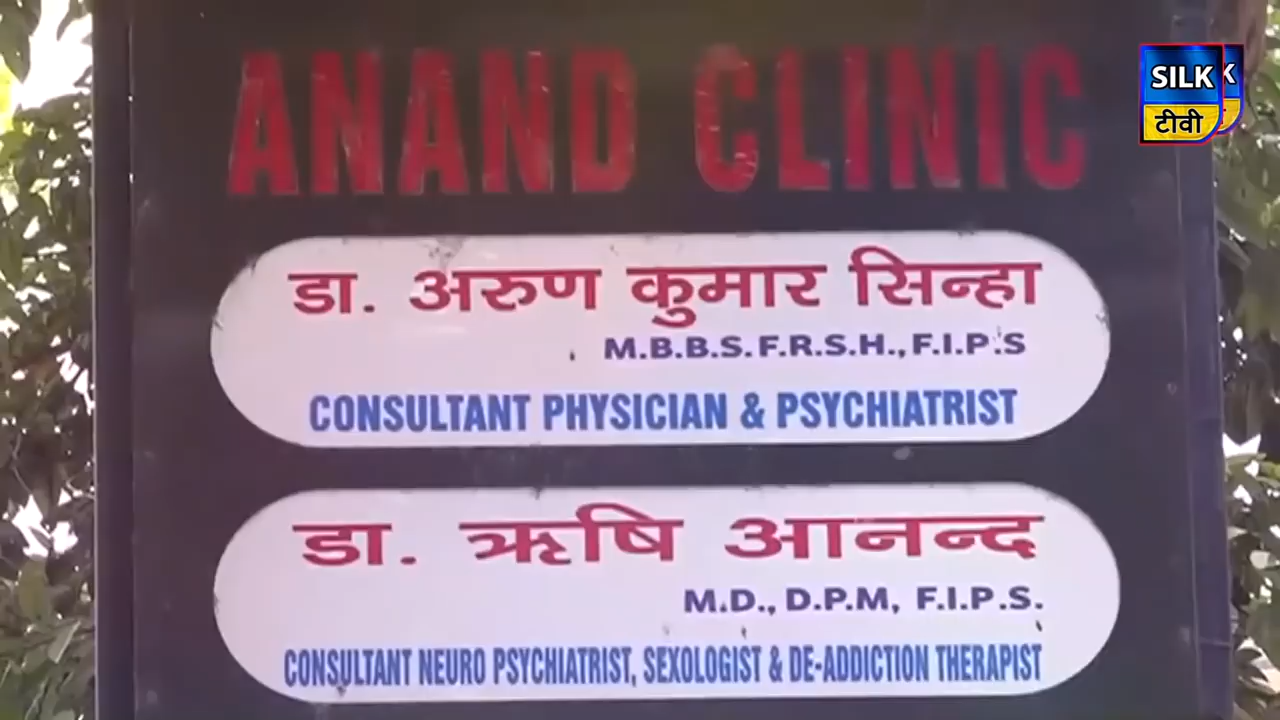 ANAND CLINIC
SILK
K
टीवी
डा. अरुण कुमार सिन्हा
M.B.B.S. F.R.S.H., F.I.P.S
CONSULTANT PHYSICIAN & PSYCHIATRIST
डा. ऋषि आनन्द
M.D., D.P.M, F.I.P.S.
CONSULTANT NEURO PSYCHIATRIST, SEXOLOGIST & DE-ADDICTION THERAPIST